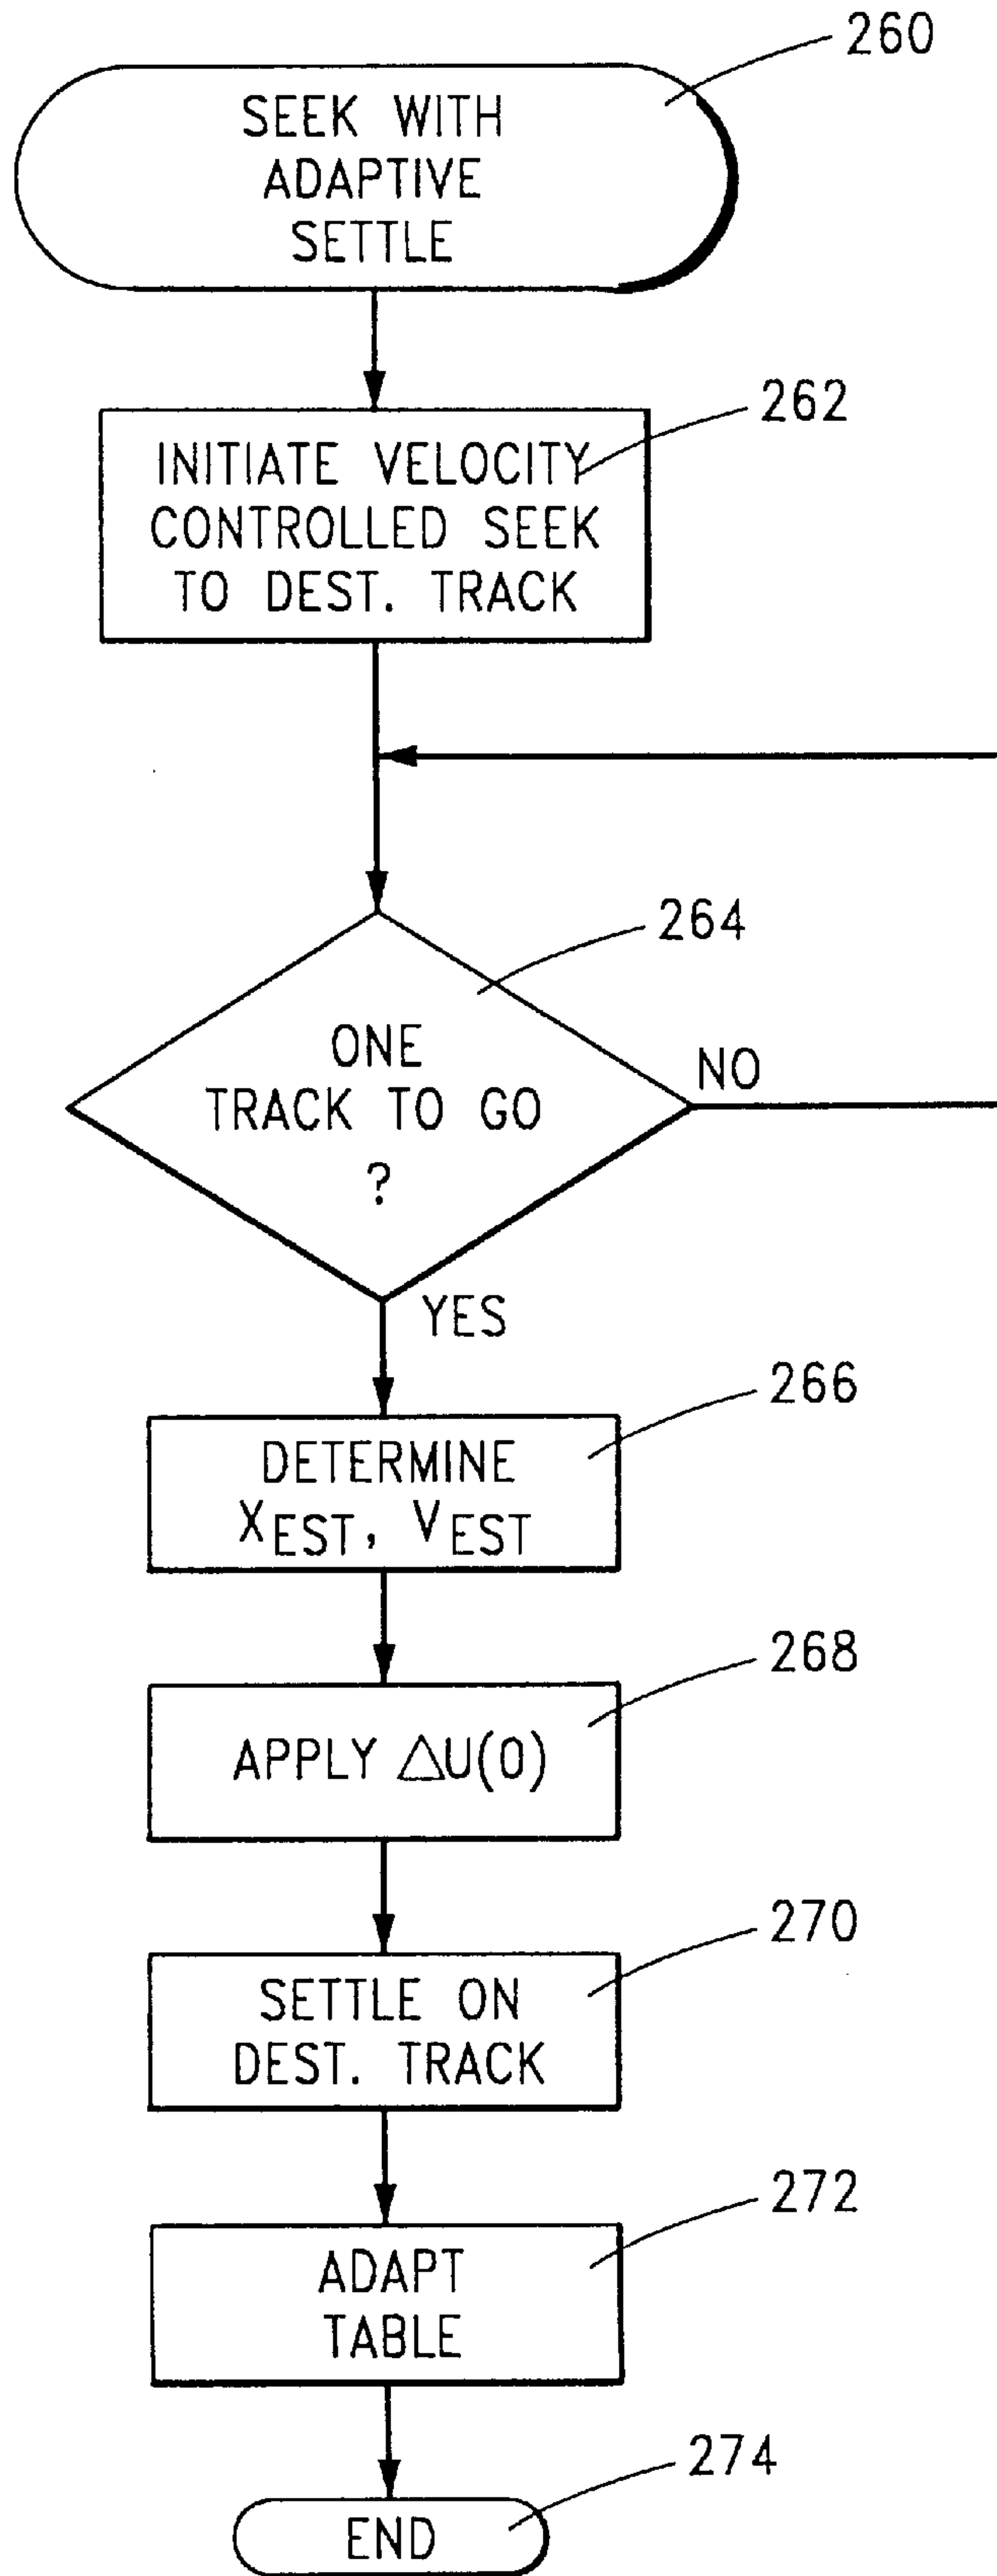 260
SEEK WITH
ADAPTIVE
SETTLE
262
INITIATE VELOCITY
CONTROLLED SEEK
TO DEST. TRACK
264
ONE
TRACK TO GO
?
NO
YES
266
DETERMINE
XEST, VEST
268
APPLY ΔU(0)
270
SETTLE ON
DEST. TRACK
272
ADAPT
TABLE
274
END